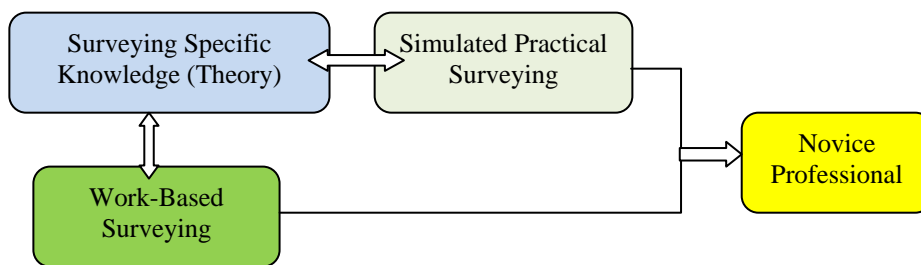 Surveying Specific
Knowledge (Theory)
Simulated Practical
Surveying
Novice
Professional
Work-Based
Surveying